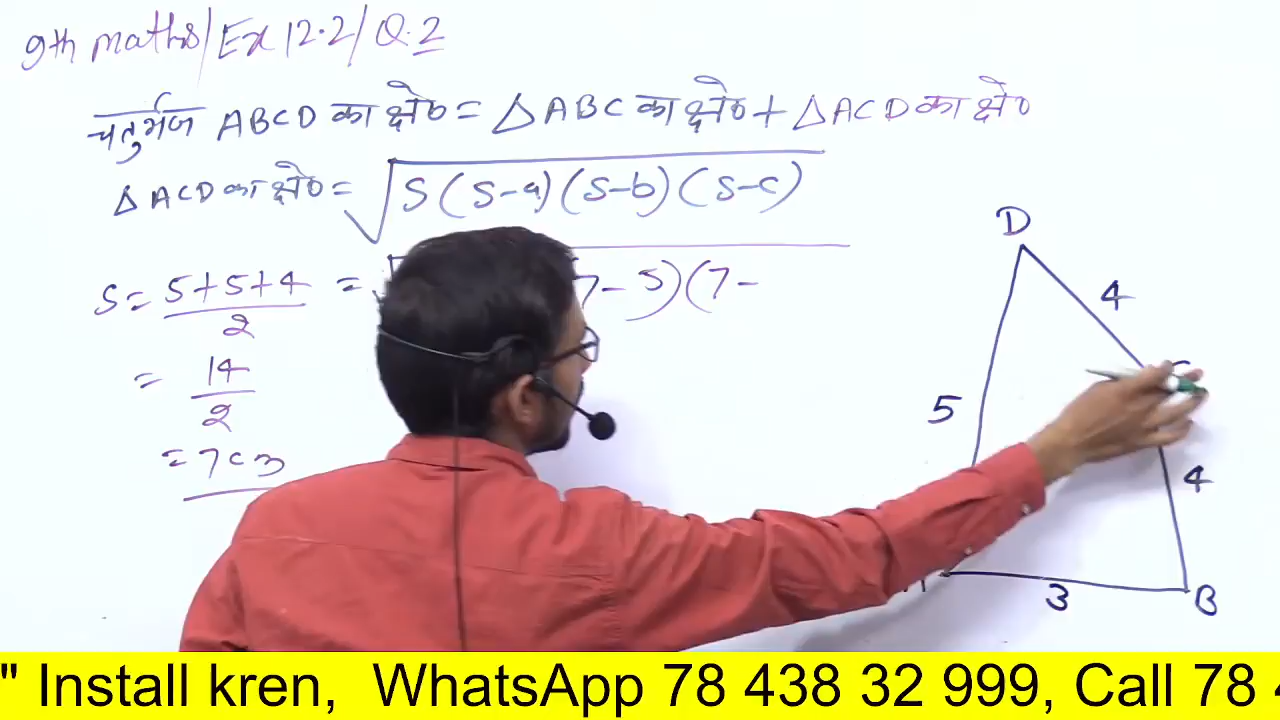 9th maths/Ex 12.2/Q.2
चतुर्भुज ABCD का क्षे० = △ABC का क्षे० + △ACD का क्षे०
△ACD का क्षे० = √S(S-a)(S-b)(S-c)
S = 5+5+4/2 =
7-5)(7-
= 14/2
= 7cm
D
4
5
4
3
B
" Install kren, WhatsApp 78 438 32 999, Call 78